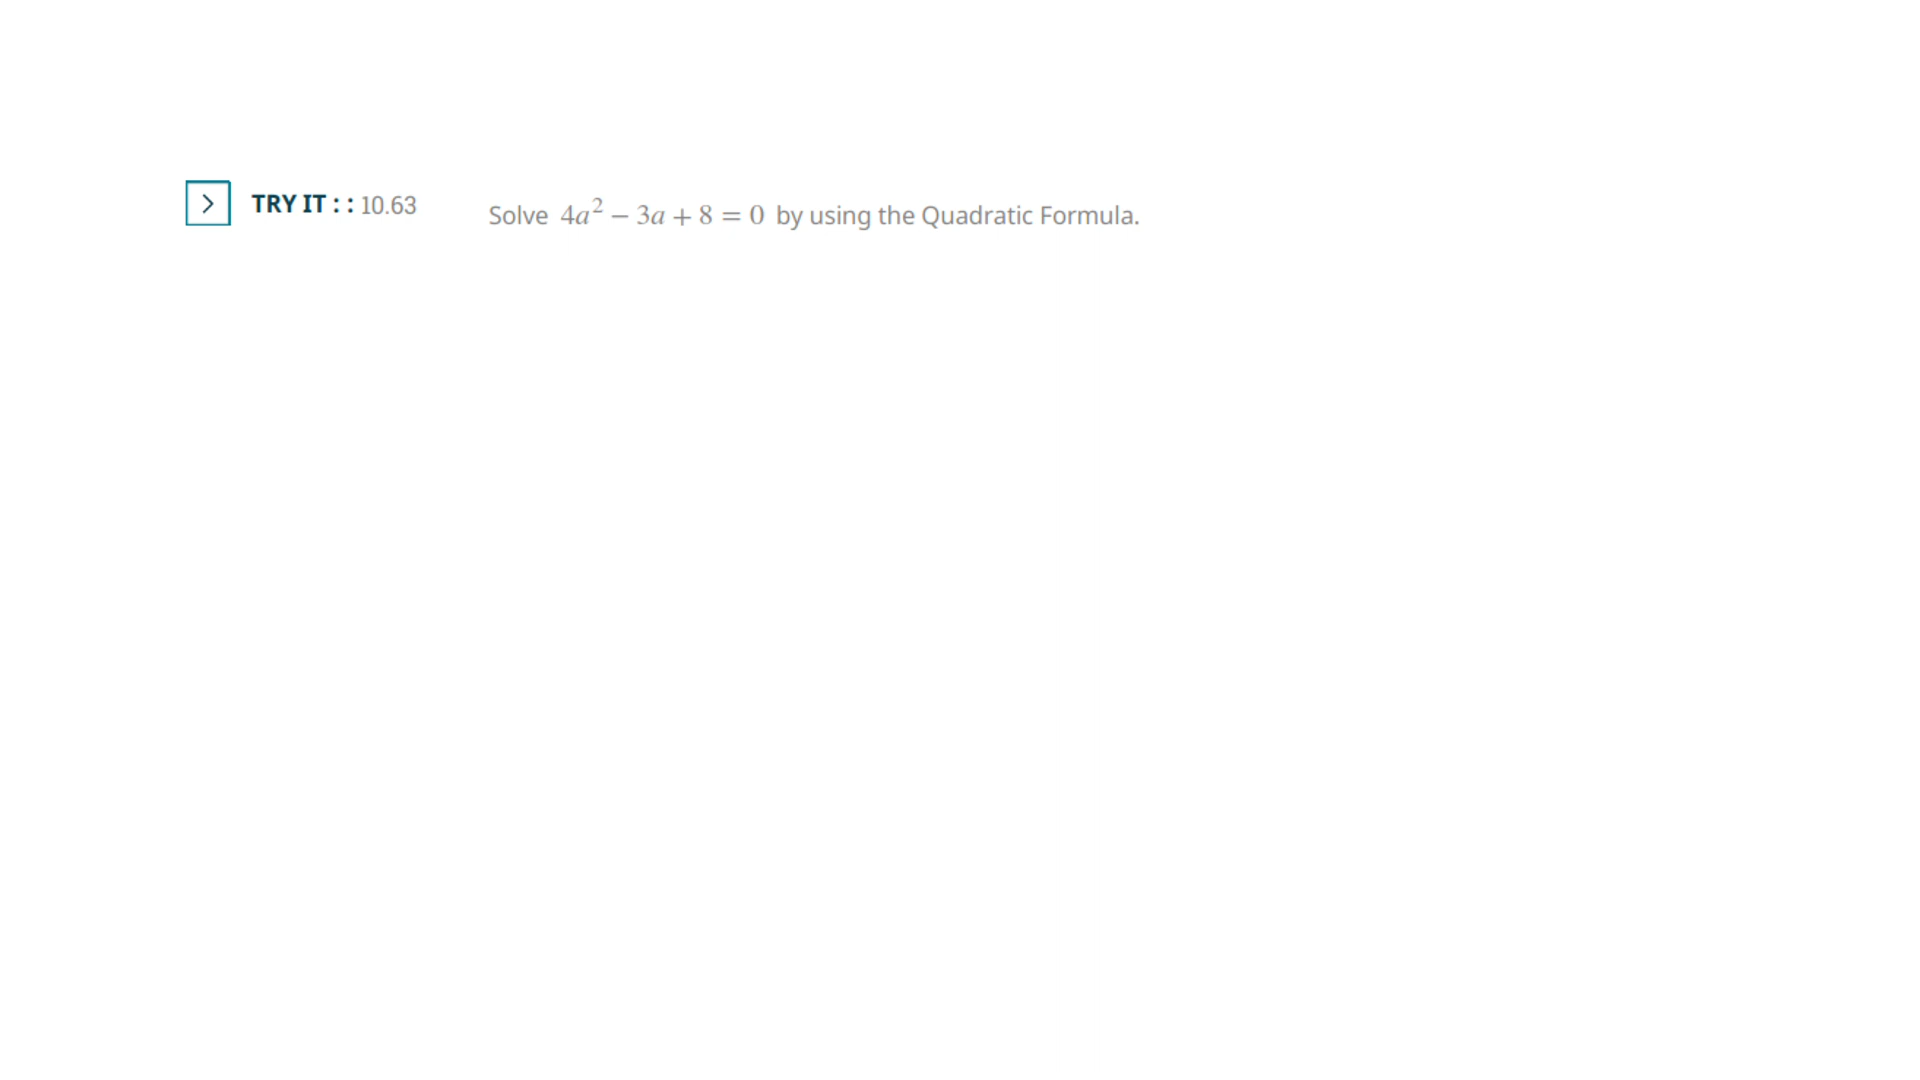 TRY IT : : 10.63 Solve 4a² − 3a + 8 = 0 by using the Quadratic Formula.